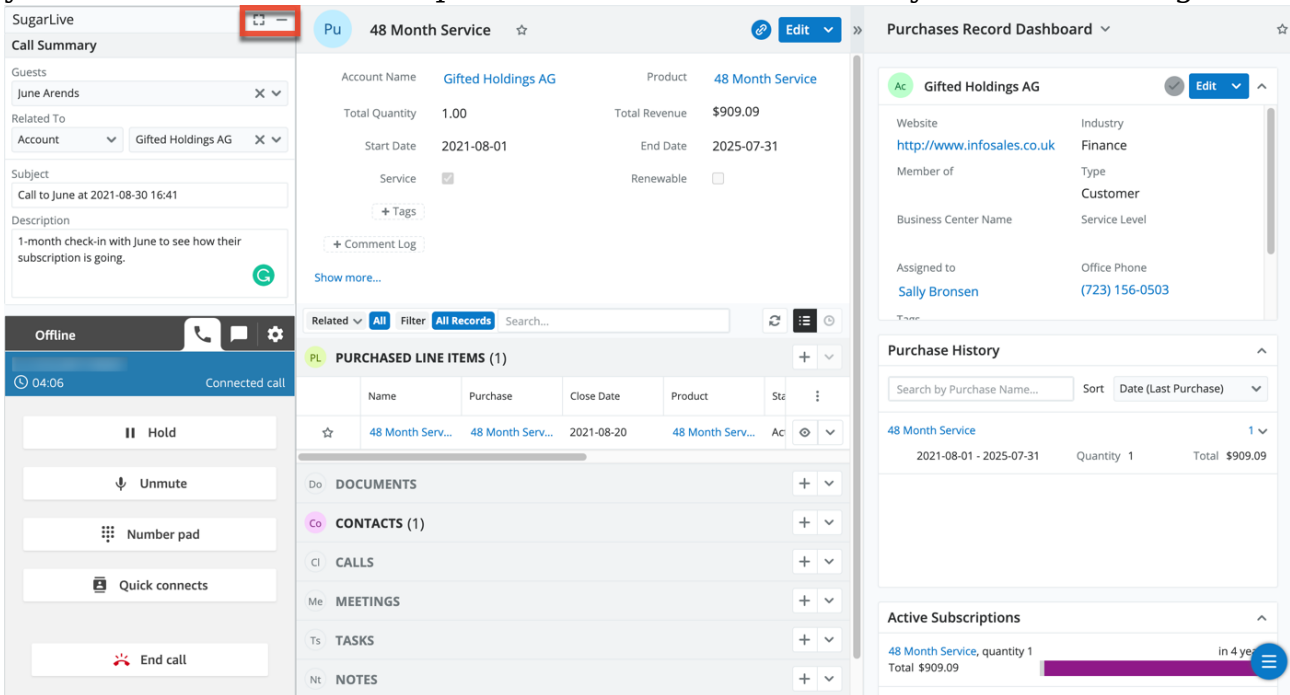 SugarLive
Call Summary
Guests
June Arends
Related To
Account
Gifted Holdings AG
Subject
Call to June at 2021-08-30 16:41
Description
1-month check-in with June to see how their
subscription is going.
Offline
04:06 Connected call
Hold
Unmute
Number pad
Quick connects
End call
Pu 48 Month Service Edit
Account Name Gifted Holdings AG Product 48 Month Service
Total Quantity 1.00 Total Revenue $909.09
Start Date 2021-08-01 End Date 2025-07-31
Service Renewable
+ Tags
+ Comment Log
Show more...
Related All Filter All Records Search...
PL PURCHASED LINE ITEMS (1)
Name Purchase Close Date Product Sta
48 Month Serv... 48 Month Serv... 2021-08-20 48 Month Serv...
Do DOCUMENTS
Co CONTACTS (1)
Cl CALLS
Me MEETINGS
Ts TASKS
Nt NOTES
Purchases Record Dashboard
Ac Gifted Holdings AG Edit
Website Industry
http://www.infosales.co.uk Finance
Member of Type
Customer
Business Center Name Service Level
Assigned to Office Phone
Sally Bronsen (723) 156-0503
Tags
Purchase History
Search by Purchase Name... Sort Date (Last Purchase)
48 Month Service 1
2021-08-01 - 2025-07-31 Quantity 1 Total $909.09
Active Subscriptions
48 Month Service, quantity 1 in 4
Total $909.09